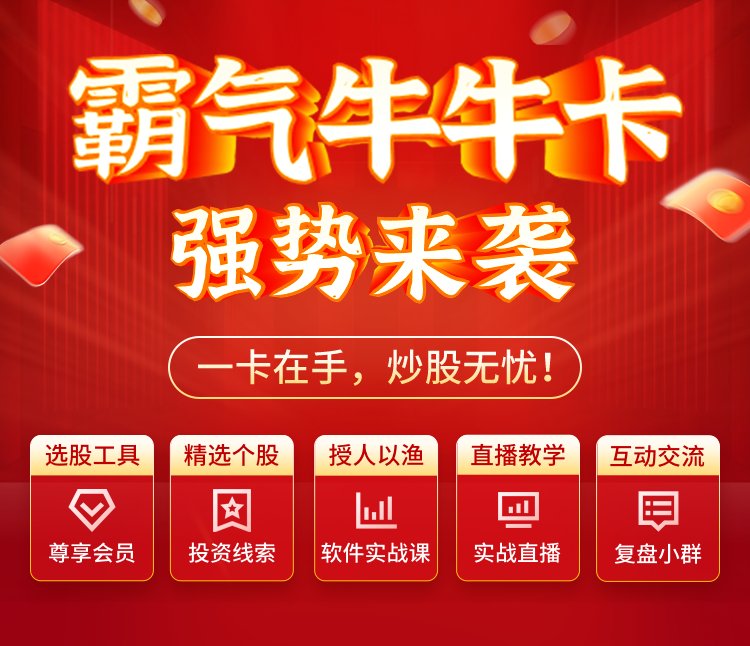 霸气牛牛卡
强势来袭
一卡在手，炒股无忧！
选股工具 精选个股 授人以渔 直播教学 互动交流
尊享会员 投资线索 软件实战课 实战直播 复盘小群